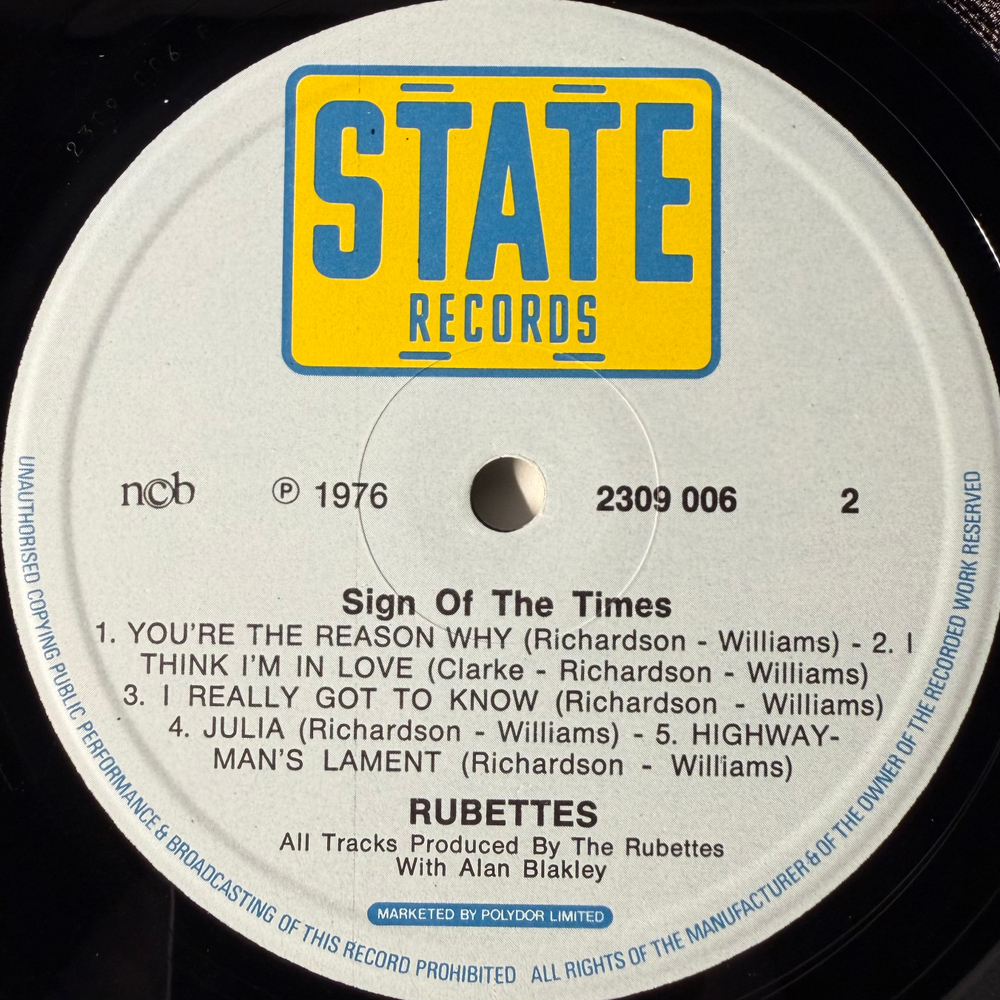 STATE
RECORDS
ncb
℗ 1976
2309 006
2
Sign Of The Times
1. YOU'RE THE REASON WHY (Richardson - Williams) - 2. I
THINK I'M IN LOVE (Clarke - Richardson - Williams)
3. I REALLY GOT TO KNOW (Richardson - Williams)
4. JULIA (Richardson - Williams) - 5. HIGHWAY-
MAN'S LAMENT (Richardson - Williams)
RUBETTES
All Tracks Produced By The Rubettes
With Alan Blakley
MARKETED BY POLYDOR LIMITED
UNAUTHORISED COPYING PUBLIC PERFORMANCE & BROADCASTING OF THIS RECORD PROHIBITED ALL RIGHTS OF THE MANUFACTURER & OF THE OWNER OF THE RECORDED WORK RESERVED